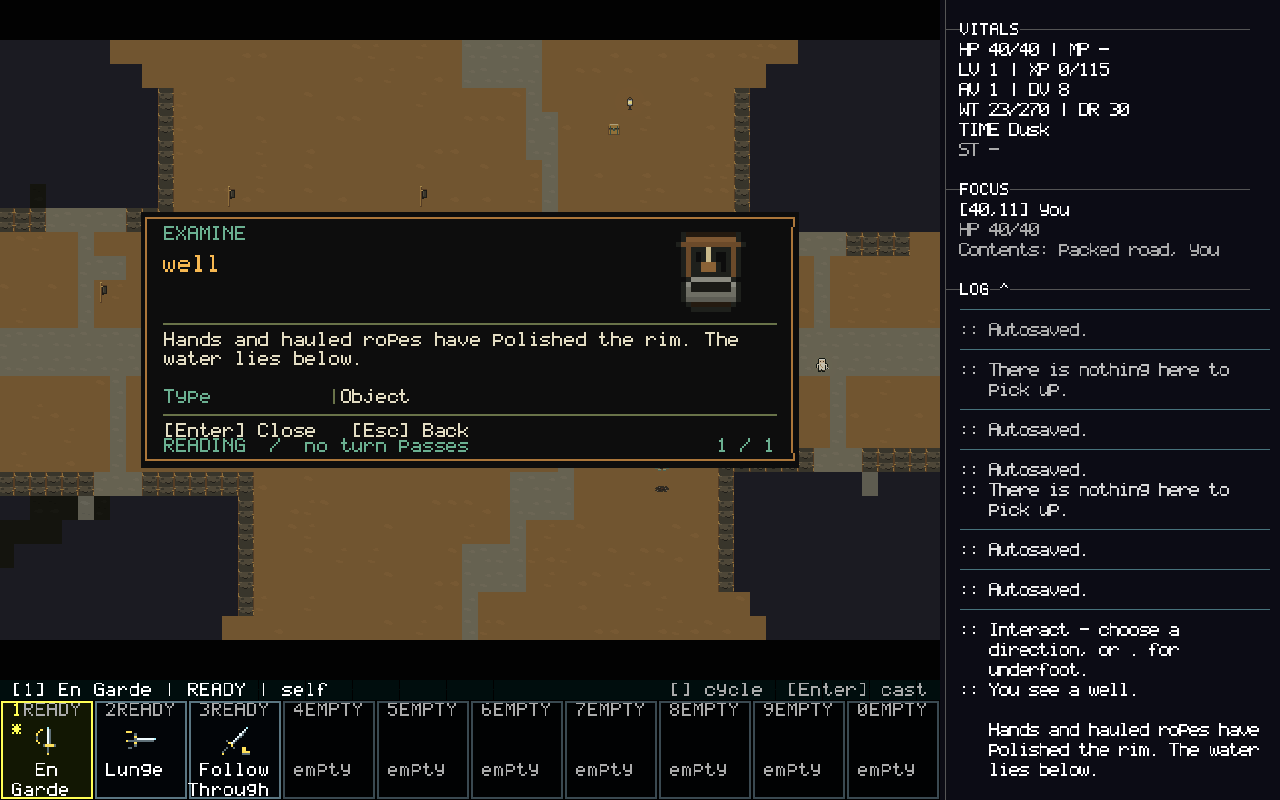 VITALS
HP 40/40 | MP -
LV 1 | XP 0/115
AV 1 | DV 8
WT 23/270 | DR 30
TIME Dusk
ST -
FOCUS
[40,11] You
HP 40/40
Contents: Packed road, You
LOG ^
:: Autosaved.
:: There is nothing here to
Pick up.
:: Autosaved.
:: Autosaved.
:: There is nothing here to
Pick up.
:: Autosaved.
:: Autosaved.
:: Interact - choose a
direction, or . for
underfoot.
:: You see a well.
Hands and hauled ropes have
Polished the rim. The water
lies below.
EXAMINE
well
Hands and hauled ropes have Polished the rim. The
water lies below.
Type |Object
[Enter] Close [Esc] Back
READING / no turn Passes 1 / 1
[1] En Garde | READY | self [] cycle [Enter] cast
1READY 2READY 3READY 4EMPTY 5EMPTY 6EMPTY 7EMPTY 8EMPTY 9EMPTY 0EMPTY
*
En Garde Lunge Follow Through empty empty empty empty empty empty empty